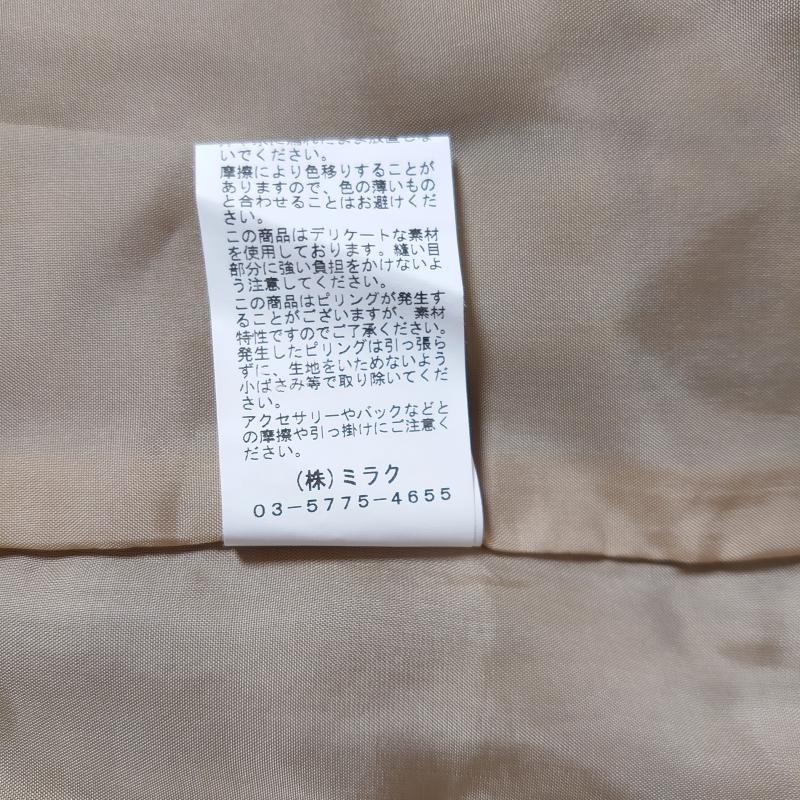 いでください。
摩擦により色移りすることが
ありますので、色の薄いもの
と合わせることはお避けくだ
さい。
この商品はデリケートな素材
を使用しております。縫い目
部分に強い負担をかけないよ
う注意してください。
この商品はピリングが発生す
ることがございますが、素材
特性ですのでご了承ください。
発生したピリングは引っ張ら
ずに、生地をいためないよう
小ばさみ等で取り除いてくだ
さい。
アクセサリーやバックなどと
の摩擦や引っ掛けにご注意く
ださい。
(株)ミラク
03-5775-4655